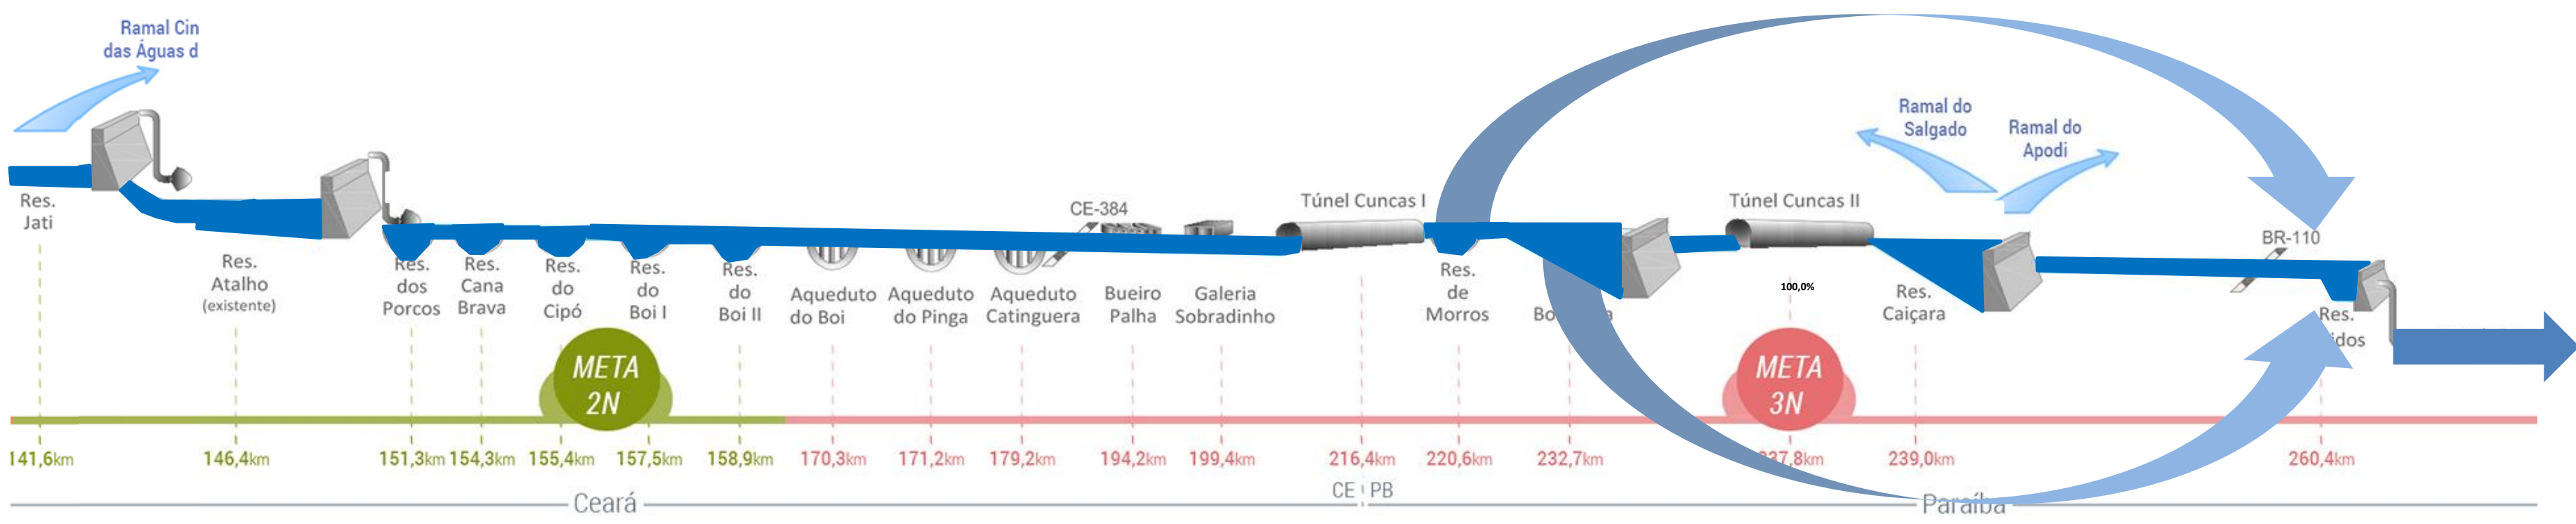 Ramal Cin
das Águas d
Ramal do
Salgado
Ramal do
Apodi
Res.
Jati
Res.
Atalho
(existente)
Res.
dos
Porcos
Res.
Cana
Brava
Res.
do
Cipó
Res.
do
Boi I
Res.
do
Boi II
Aqueduto
do Boi
Aqueduto
do Pinga
Aqueduto
Catinguera
CE-384
Bueiro
Palha
Galeria
Sobradinho
Túnel Cuncas I
Res.
de
Morros
Túnel Cuncas II
100,0%
Res.
Caiçara
BR-110
Res.
META
2N
META
3N
141,6km
146,4km
151,3km
154,3km
155,4km
157,5km
158,9km
170,3km
171,2km
179,2km
194,2km
199,4km
216,4km
220,6km
232,7km
237,8km
239,0km
260,4km
CE PB
Ceará
Paraíba